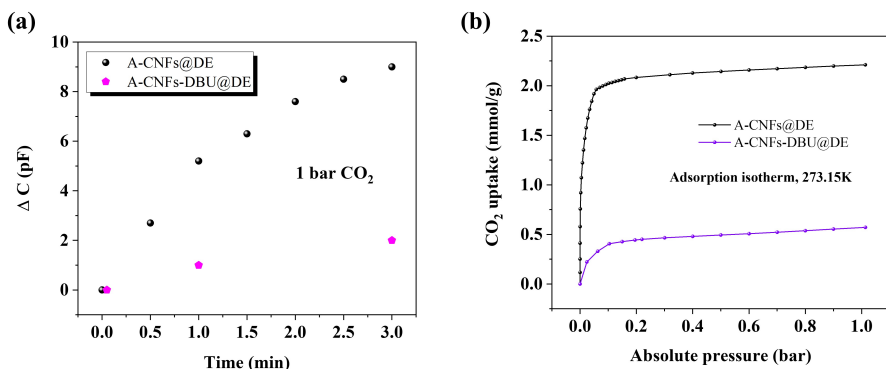 (a)
10
8
6
4
2
0
Δ C (pF)
A-CNFs@DE
A-CNFs-DBU@DE
1 bar CO₂
0.0 0.5 1.0 1.5 2.0 2.5 3.0
Time (min)
(b)
2.5
2.0
1.5
1.0
0.5
0.0
CO₂ uptake (mmol/g)
A-CNFs@DE
A-CNFs-DBU@DE
Adsorption isotherm, 273.15K
0.0 0.2 0.4 0.6 0.8 1.0
Absolute pressure (bar)